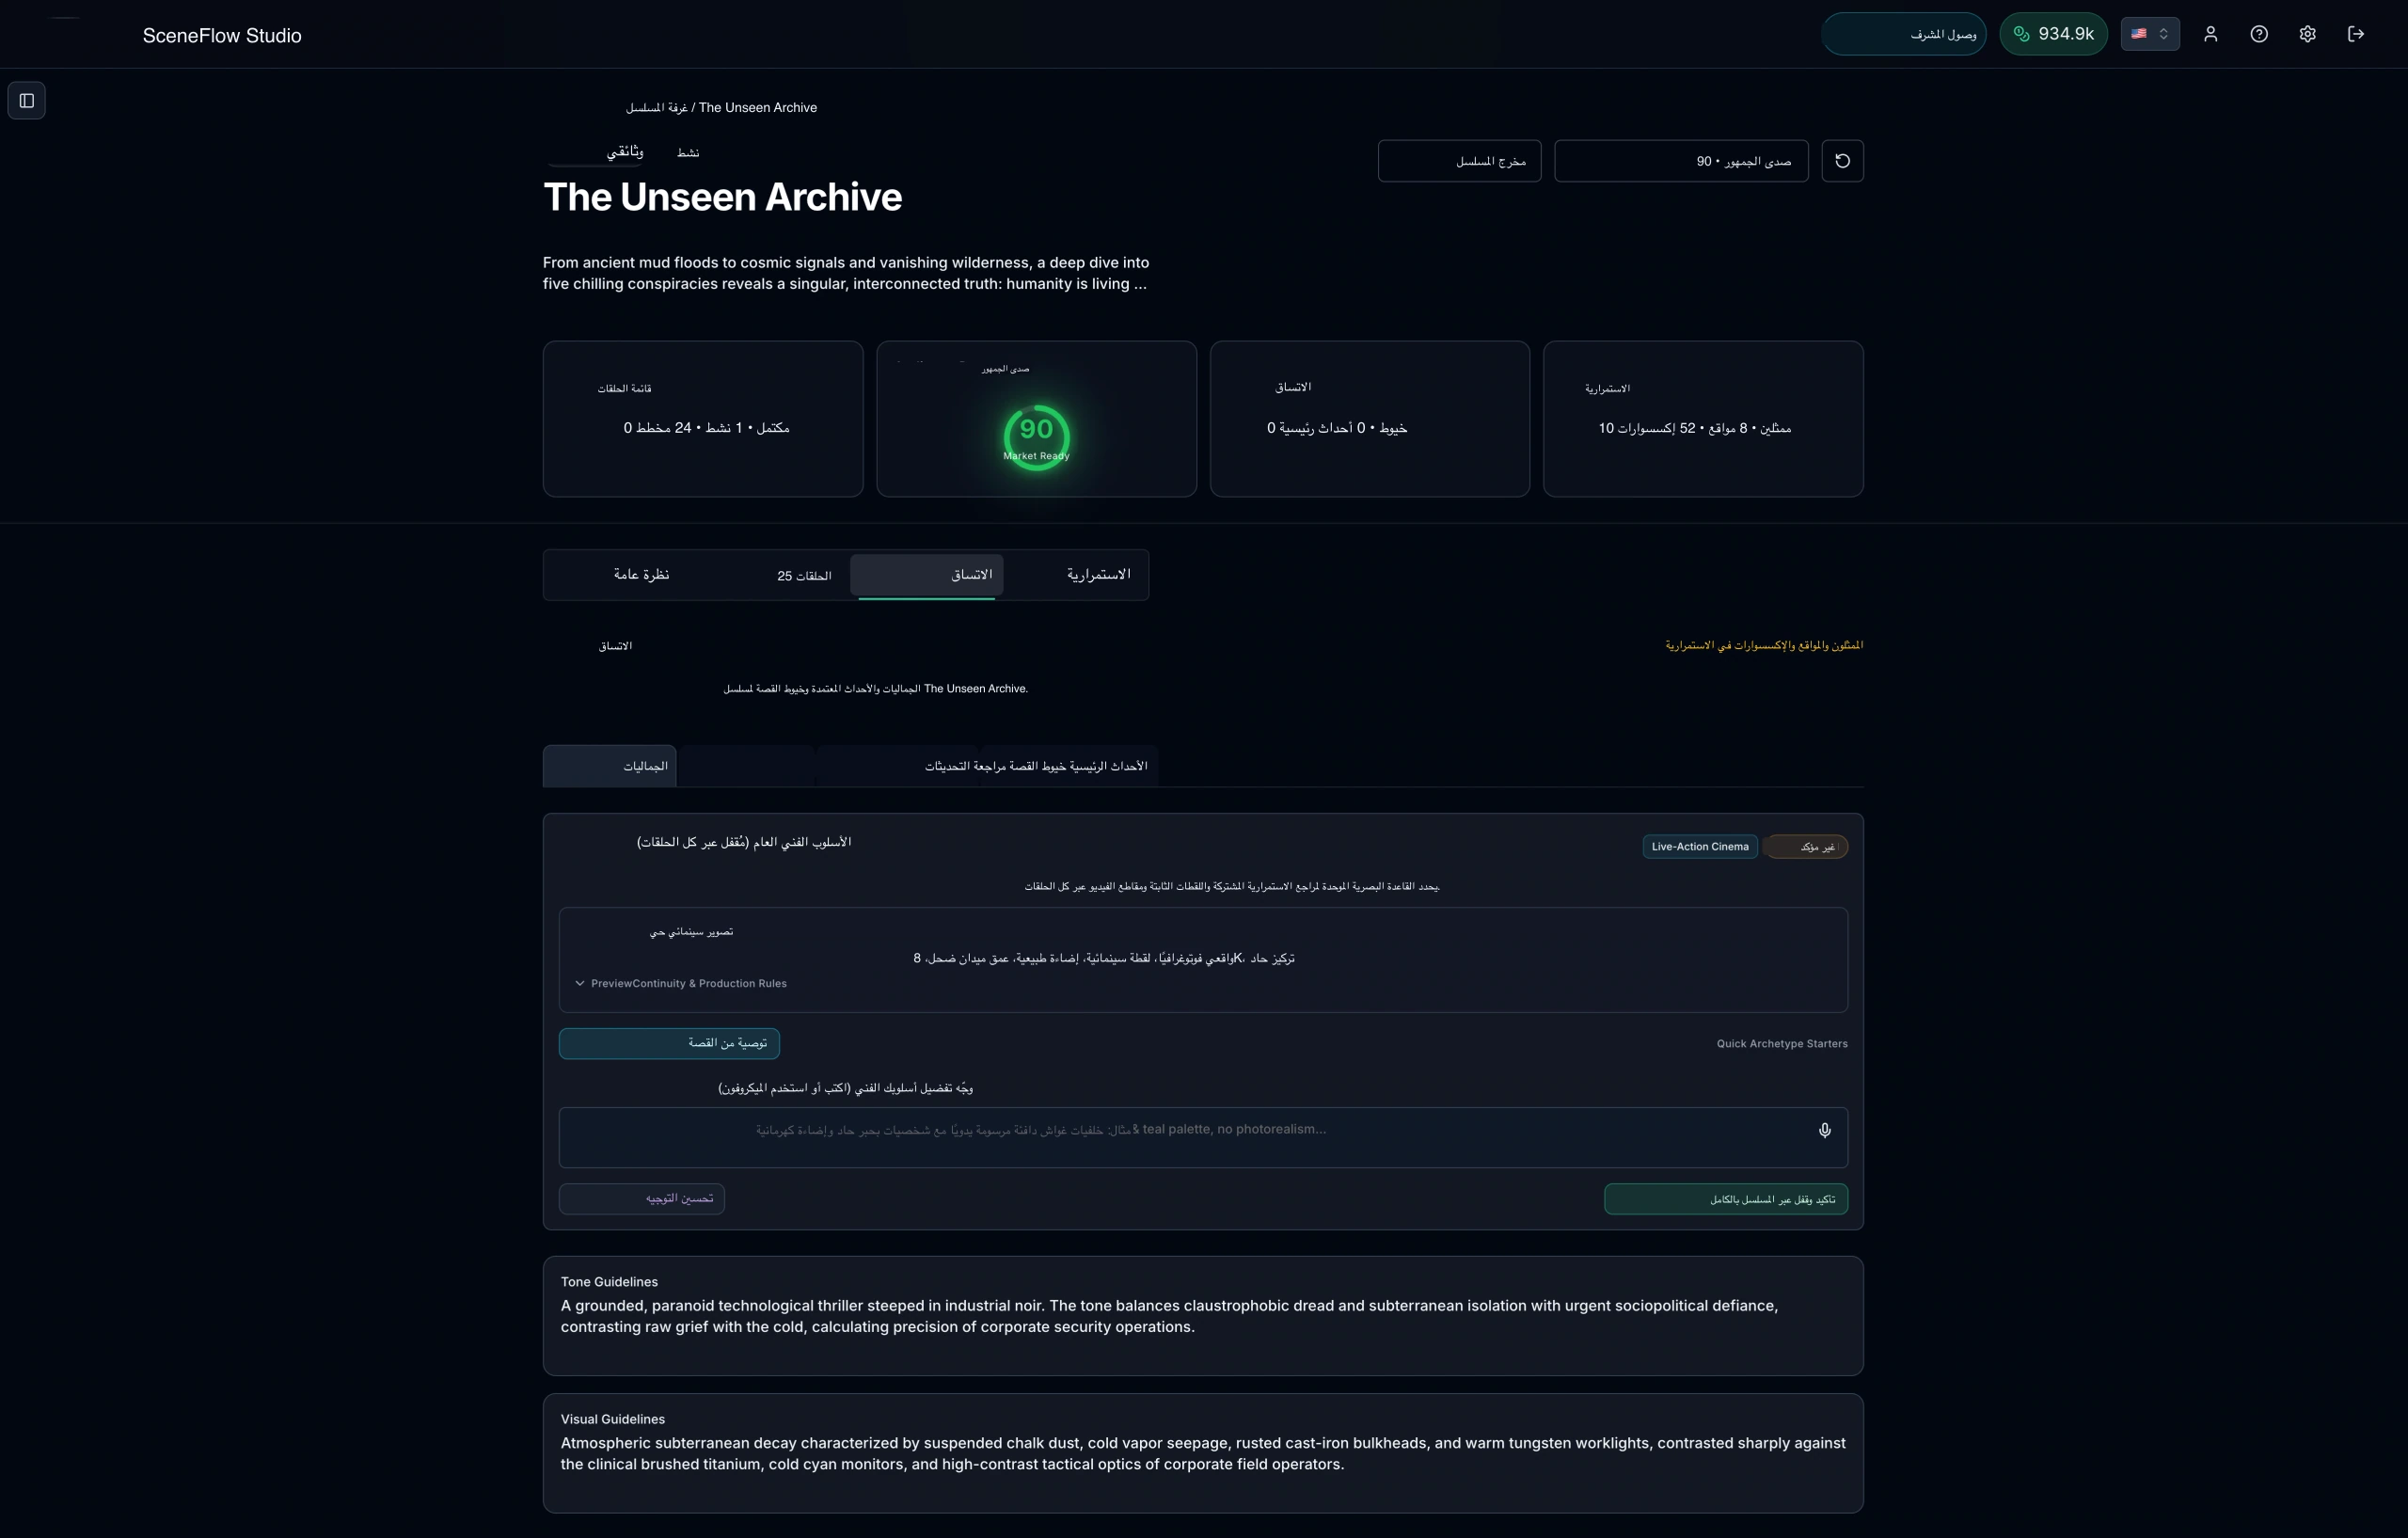 SceneFlow Studio
وصول المشرف
934.9k
غرفة المسلسل / The Unseen Archive
وثائقي
نشط
مخرج المسلسل
صدى الجمهور • 90
The Unseen Archive
From ancient mud floods to cosmic signals and vanishing wilderness, a deep dive into
five chilling conspiracies reveals a singular, interconnected truth: humanity is living ...
قائمة الحلقات
0 مكتمل • 1 نشط • 24 مخطط
صدى الجمهور
90
Market Ready
الاتساق
0 خيوط • 0 أحداث رئيسية
الاستمرارية
10 ممثلين • 8 مواقع • 52 إكسسوارات
نظرة عامة
الحلقات 25
الاتساق
الاستمرارية
الاتساق
الممثلون والمواقع والإكسسوارات في الاستمرارية
الجماليات والأحداث المعتمدة وخيوط القصة لمسلسل The Unseen Archive.
الجماليات
الأحداث الرئيسية خيوط القصة مراجعة التحديثات
الأسلوب الفني العام (مُقفل عبر كل الحلقات)
Live-Action Cinema
غير مؤكد
يحدد القاعدة البصرية الموحدة لمراجع الاستمرارية المشتركة واللقطات الثابتة ومقاطع الفيديو عبر كل الحلقات.
تصوير سينمائي حي
واقعي فوتوغرافيًا، لقطة سينمائية، إضاءة طبيعية، عمق ميدان ضحل، 8K، تركيز حاد
PreviewContinuity & Production Rules
توصية من القصة
Quick Archetype Starters
وجّه تفضيل أسلوبك الفني (اكتب أو استخدم الميكروفون)
مثال: خلفيات غواش دافئة مرسومة يدويًا مع شخصيات بحبر حاد وإضاءة كهرمانية & teal palette, no photorealism...
تحسين التوجيه
تأكيد وقفل عبر المسلسل بالكامل
Tone Guidelines
A grounded, paranoid technological thriller steeped in industrial noir. The tone balances claustrophobic dread and subterranean isolation with urgent sociopolitical defiance,
contrasting raw grief with the cold, calculating precision of corporate security operations.
Visual Guidelines
Atmospheric subterranean decay characterized by suspended chalk dust, cold vapor seepage, rusted cast-iron bulkheads, and warm tungsten worklights, contrasted sharply against
the clinical brushed titanium, cold cyan monitors, and high-contrast tactical optics of corporate field operators.